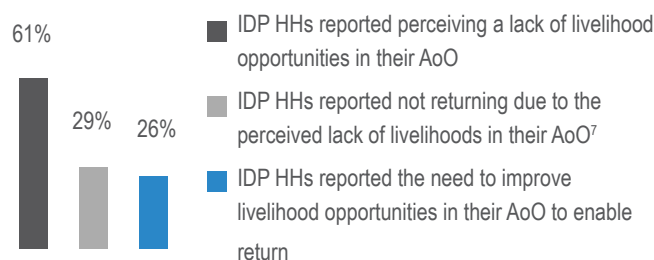 61%
29%
26%
IDP HHs reported perceiving a lack of livelihood
opportunities in their AoO
IDP HHs reported not returning due to the
perceived lack of livelihoods in their AoO⁷
IDP HHs reported the need to improve
livelihood opportunities in their AoO to enable
return